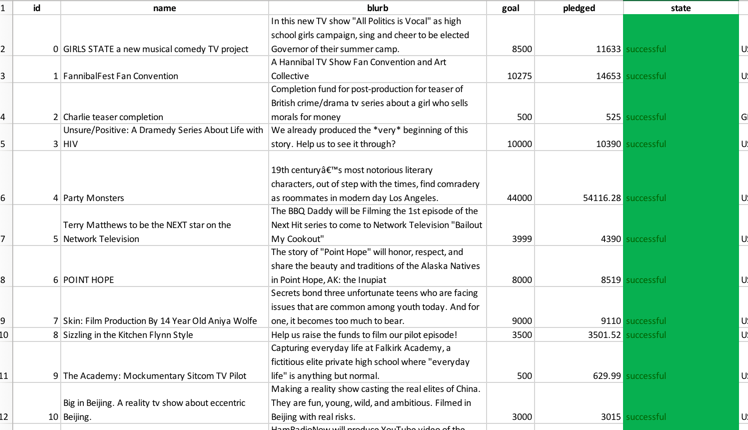 1 id name blurb goal pledged state
In this new TV show "All Politics is Vocal" as high
school girls campaign, sing and cheer to be elected
2 0 GIRLS STATE a new musical comedy TV project Governor of their summer camp. 8500 11633 successful
A Hannibal TV Show Fan Convention and Art
3 1 FannibalFest Fan Convention Collective 10275 14653 successful
Completion fund for post-production for teaser of
British crime/drama tv series about a girl who sells
4 2 Charlie teaser completion morals for money 500 525 successful
Unsure/Positive: A Dramedy Series About Life with We already produced the *very* beginning of this
5 3 HIV story. Help us to see it through? 10000 10390 successful
19th centuryâ€™s most notorious literary
characters, out of step with the times, find comradery
6 4 Party Monsters as roommates in modern day Los Angeles. 44000 54116.28 successful
The BBQ Daddy will be Filming the 1st episode of the
Terry Matthews to be the NEXT star on the Next Hit series to come to Network Television "Bailout
7 5 Network Television My Cookout" 3999 4390 successful
The story of "Point Hope" will honor, respect, and
share the beauty and traditions of the Alaska Natives
8 6 POINT HOPE in Point Hope, AK: the Inupiat 8000 8519 successful
Secrets bond three unfortunate teens who are facing
issues that are common among youth today. And for
9 7 Skin: Film Production By 14 Year Old Aniya Wolfe one, it becomes too much to bear. 9000 9110 successful
10 8 Sizzling in the Kitchen Flynn Style Help us raise the funds to film our pilot episode! 3500 3501.52 successful
Capturing everyday life at Falkirk Academy, a
fictitious elite private high school where "everyday
11 9 The Academy: Mockumentary Sitcom TV Pilot life" is anything but normal. 500 629.99 successful
Making a reality show casting the real elites of China.
Big in Beijing. A reality tv show about eccentric They are fun, young, wild, and ambitious. Filmed in
12 10 Beijing. Beijing with real risks. 3000 3015 successful
HamRadioNow will produce YouTube video of the